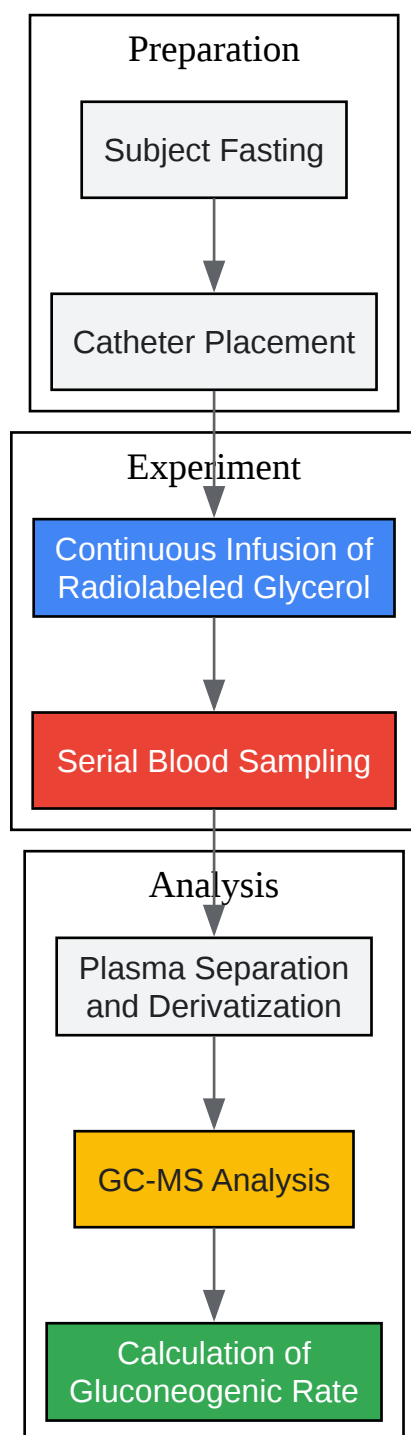 Preparation
Subject Fasting
Catheter Placement
Experiment
Continuous Infusion of
Radiolabeled Glycerol
Serial Blood Sampling
Analysis
Plasma Separation
and Derivatization
GC-MS Analysis
Calculation of
Gluconeogenic Rate